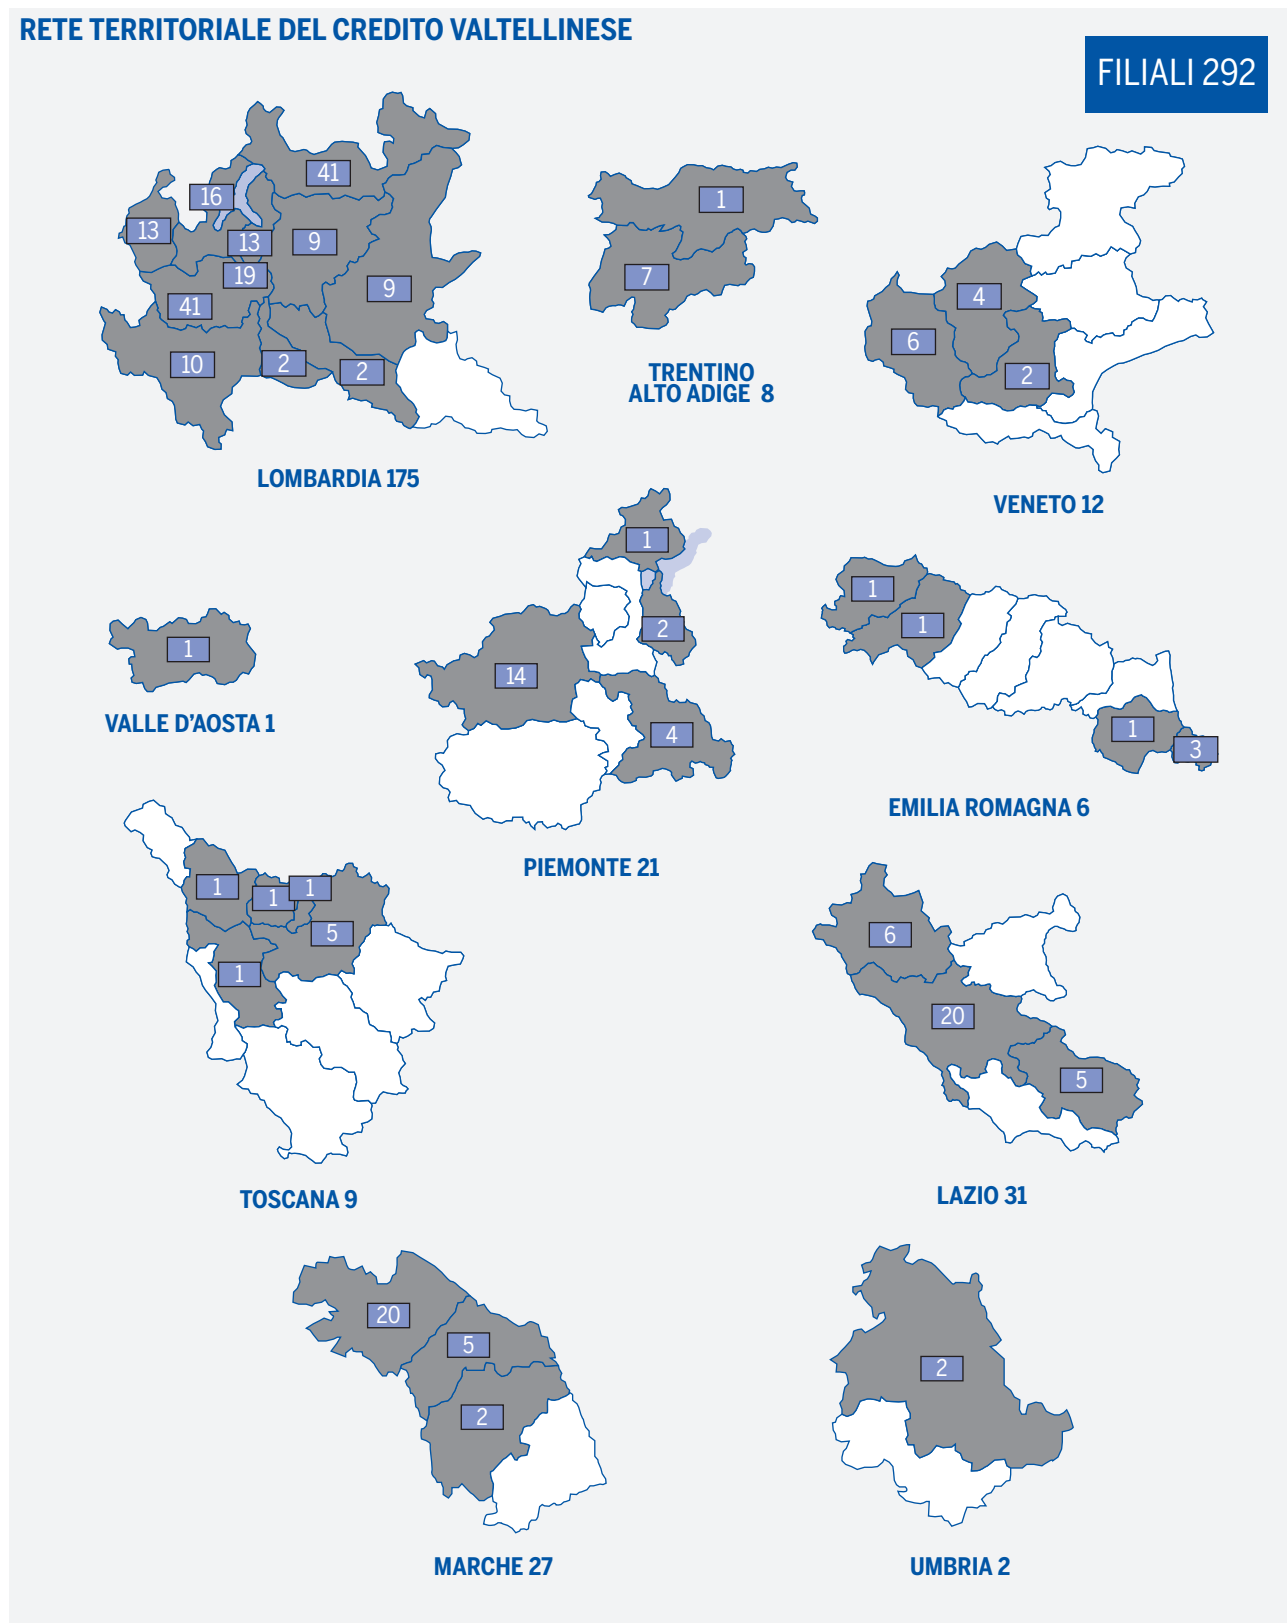 RETE TERRITORIALE DEL CREDITO VALTELLINESE
FILIALI 292
41
16
13
13
9
19
9
41
10
2
2
LOMBARDIA 175
1
7
TRENTINO
ALTO ADIGE 8
4
6
2
VENETO 12
1
VALLE D'AOSTA 1
1
2
14
4
PIEMONTE 21
1
1
1
3
EMILIA ROMAGNA 6
1
1
1
5
1
TOSCANA 9
6
20
5
LAZIO 31
20
5
2
MARCHE 27
2
UMBRIA 2